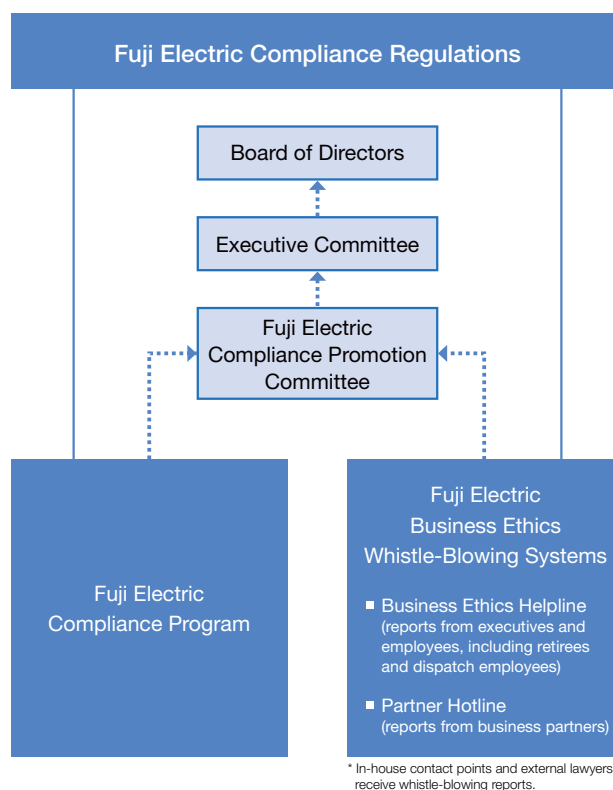 Fuji Electric Compliance Regulations
Board of Directors
Executive Committee
Fuji Electric
Compliance Promotion
Committee
Fuji Electric
Compliance Program
Fuji Electric
Business Ethics
Whistle-Blowing Systems
■ Business Ethics Helpline
(reports from executives and
employees, including retirees
and dispatch employees)
■ Partner Hotline
(reports from business partners)
* In-house contact points and external lawyers
receive whistle-blowing reports.